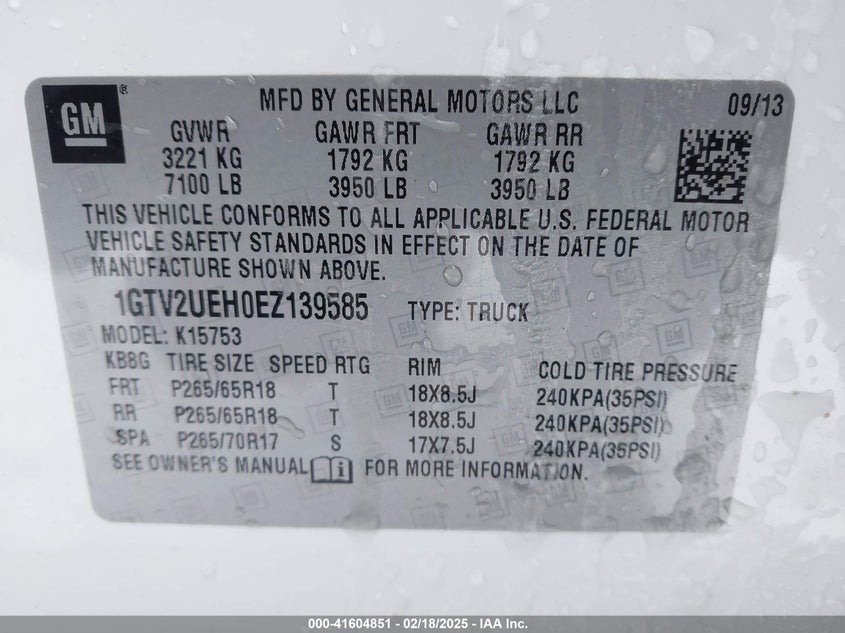 GM ®
MFD BY GENERAL MOTORS LLC 09/13
GVWR GAWR FRT GAWR RR
3221 KG 1792 KG 1792 KG
7100 LB 3950 LB 3950 LB
THIS VEHICLE CONFORMS TO ALL APPLICABLE U.S. FEDERAL MOTOR
VEHICLE SAFETY STANDARDS IN EFFECT ON THE DATE OF
MANUFACTURE SHOWN ABOVE.
1GTV2UEH0EZ139585 TYPE: TRUCK
MODEL: K15753
KB8G TIRE SIZE SPEED RTG RIM COLD TIRE PRESSURE
FRT P265/65R18 T 18X8.5J 240KPA(35PSI)
RR P265/65R18 T 18X8.5J 240KPA(35PSI)
SPA P265/70R17 S 17X7.5J 240KPA(35PSI)
SEE OWNER'S MANUAL i FOR MORE INFORMATION.
000-41604851 — 02/18/2025 — IAA Inc.